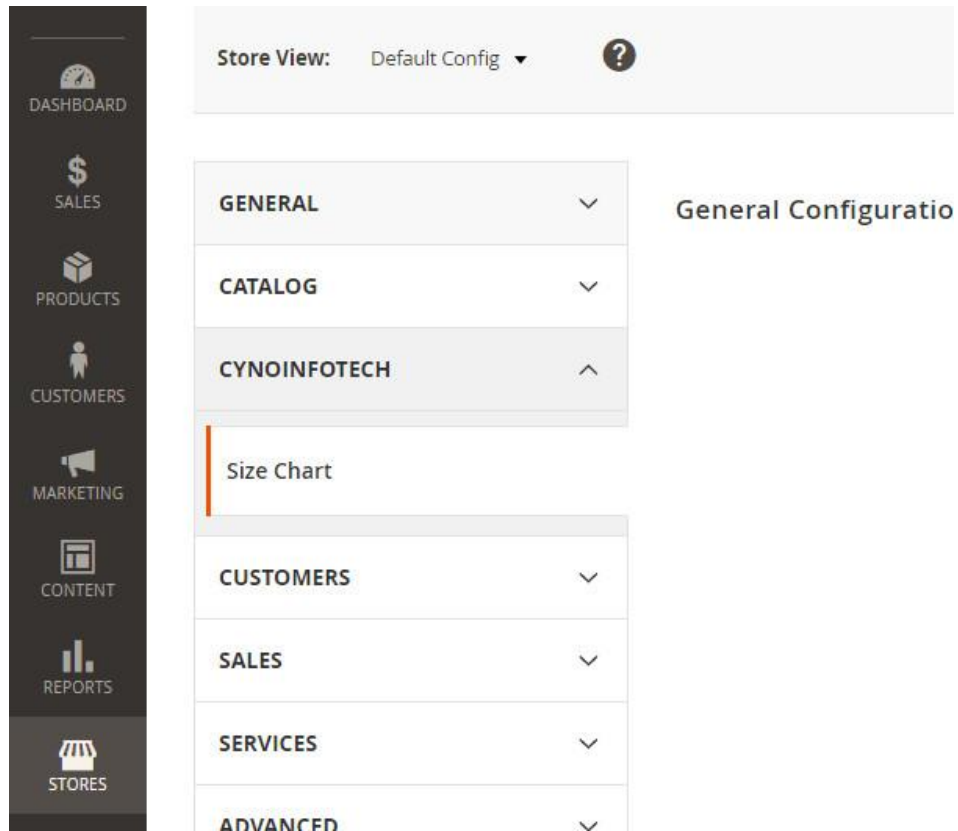 DASHBOARD
SALES
PRODUCTS
CUSTOMERS
MARKETING
CONTENT
REPORTS
STORES
Store View: Default Config
?
GENERAL
CATALOG
CYNOINFOTECH
Size Chart
CUSTOMERS
SALES
SERVICES
ADVANCED
General Configuratio